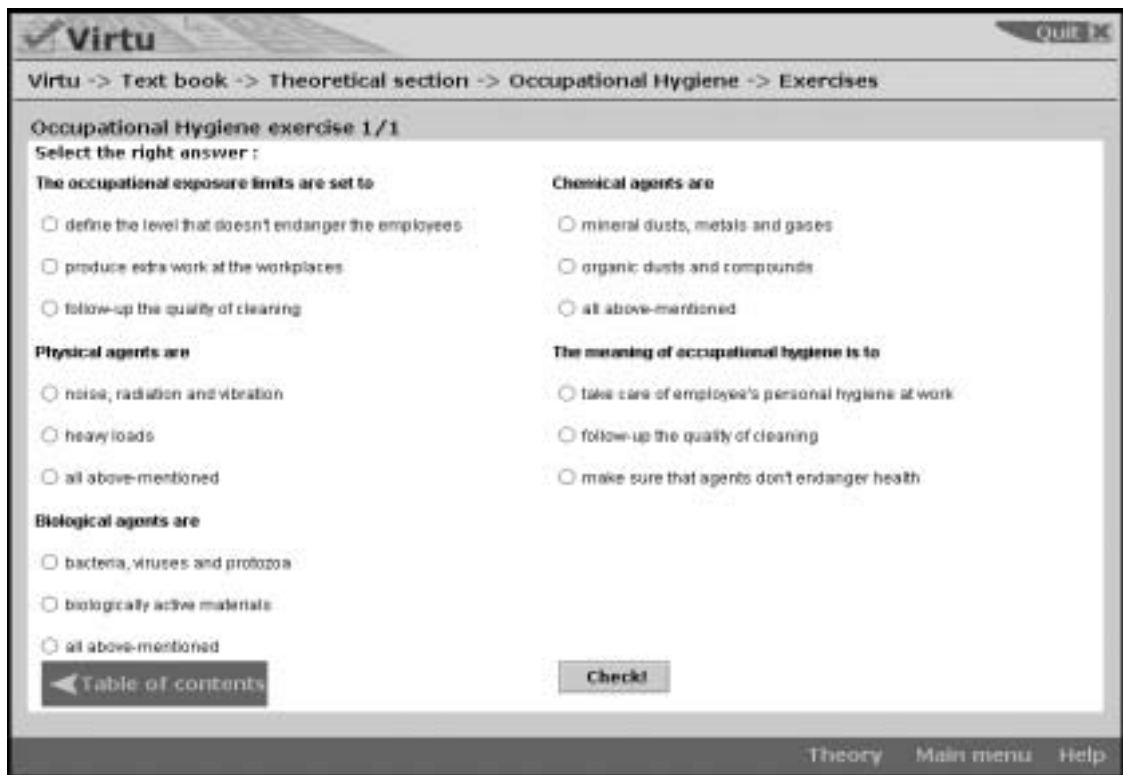 Virtu
Quit
Virtu -> Text book -> Theoretical section -> Occupational Hygiene -> Exercises
Occupational Hygiene exercise 1/1
Select the right answer :
The occupational exposure limits are set to
define the level that doesn't endanger the employees
produce extra work at the workplaces
follow-up the quality of cleaning
Physical agents are
noise, radiation and vibration
heavy loads
all above-mentioned
Biological agents are
bacteria, viruses and protozoa
biologically active materials
all above-mentioned
Chemical agents are
mineral dusts, metals and gases
organic dusts and compounds
all above-mentioned
The meaning of occupational hygiene is to
take care of employee's personal hygiene at work
follow-up the quality of cleaning
make sure that agents don't endanger health
Table of contents
Check!
Theory Main menu Help